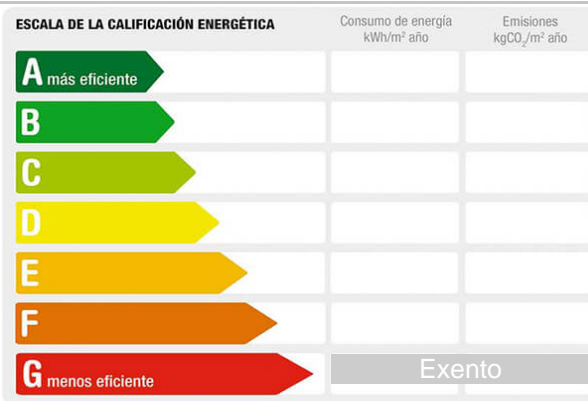 ESCALA DE LA CALIFICACIÓN ENERGÉTICA
Consumo de energía
kWh/m² año
Emisiones
kgCO₂/m² año
A más eficiente
B
C
D
E
F
G menos eficiente
Exento